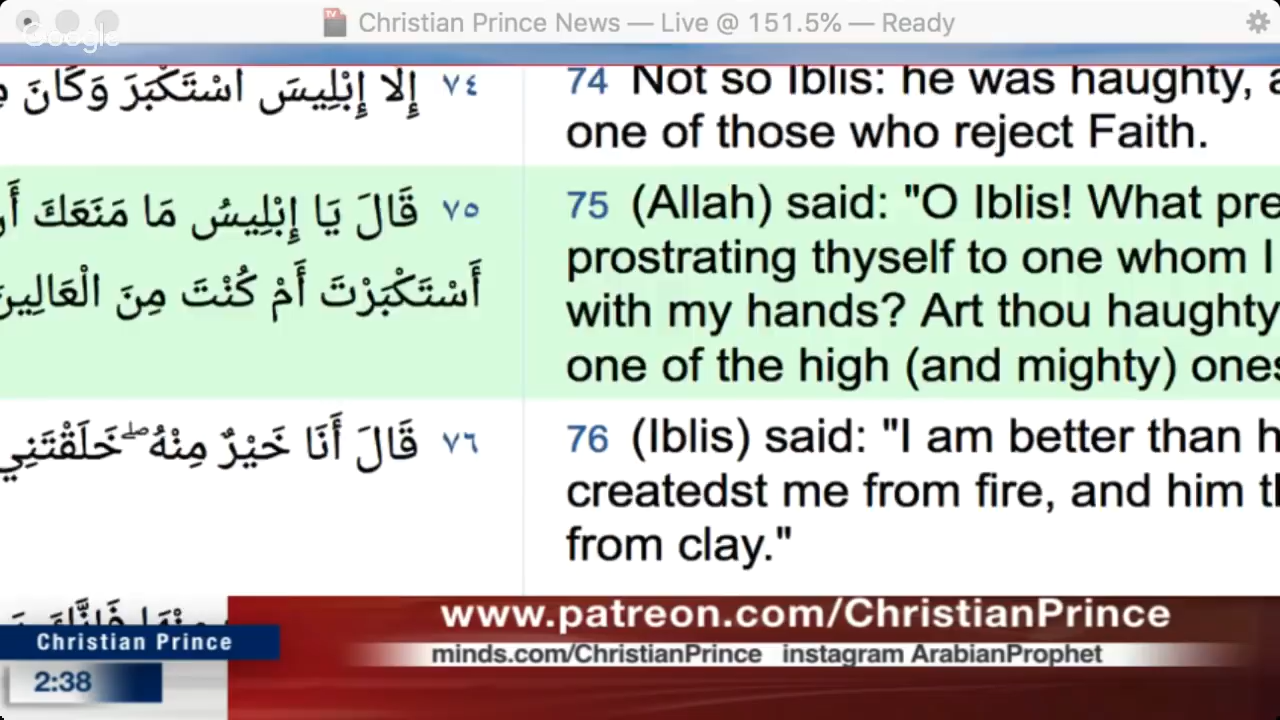 Christian Prince News — Live @ 151.5% — Ready
Google
إِلَّا إِبْلِيسَ اسْتَكْبَرَ وَكَانَ ٧٤
74 Not so Iblis: he was haughty,
one of those who reject Faith.
قَالَ يَا إِبْلِيسُ مَا مَنَعَكَ ٧٥
أَسْتَكْبَرْتَ أَمْ كُنْتَ مِنَ الْعَالِينَ
75 (Allah) said: "O Iblis! What pre
prostrating thyself to one whom I
with my hands? Art thou haughty
one of the high (and mighty) ones
قَالَ أَنَا خَيْرٌ مِنْهُ ۖ خَلَقْتَنِي ٧٦
76 (Iblis) said: "I am better than h
createdst me from fire, and him th
from clay."
www.patreon.com/ChristianPrince
Christian Prince
minds.com/ChristianPrince instagram ArabianProphet
2:38